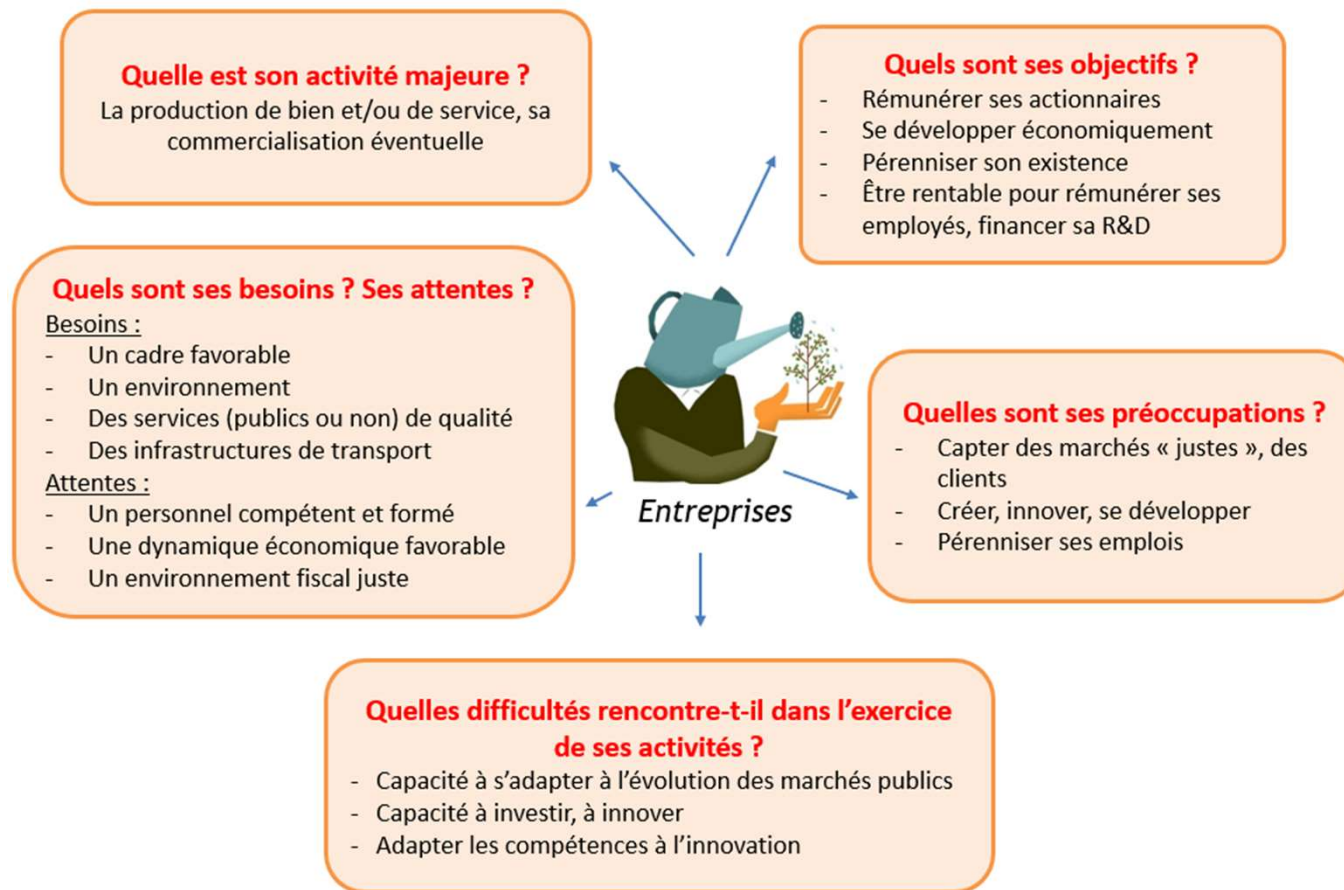 Quelle est son activité majeure ?
La production de bien et/ou de service, sa
commercialisation éventuelle
Quels sont ses objectifs ?
- Rémunérer ses actionnaires
- Se développer économiquement
- Pérenniser son existence
- Être rentable pour rémunérer ses
employés, financer sa R&D
Quels sont ses besoins ? Ses attentes ?
Besoins :
- Un cadre favorable
- Un environnement
- Des services (publics ou non) de qualité
- Des infrastructures de transport
Attentes :
- Un personnel compétent et formé
- Une dynamique économique favorable
- Un environnement fiscal juste
Entreprises
Quelles sont ses préoccupations ?
- Capter des marchés « justes », des
clients
- Créer, innover, se développer
- Pérenniser ses emplois
Quelles difficultés rencontre-t-il dans l’exercice
de ses activités ?
- Capacité à s’adapter à l’évolution des marchés publics
- Capacité à investir, à innover
- Adapter les compétences à l’innovation